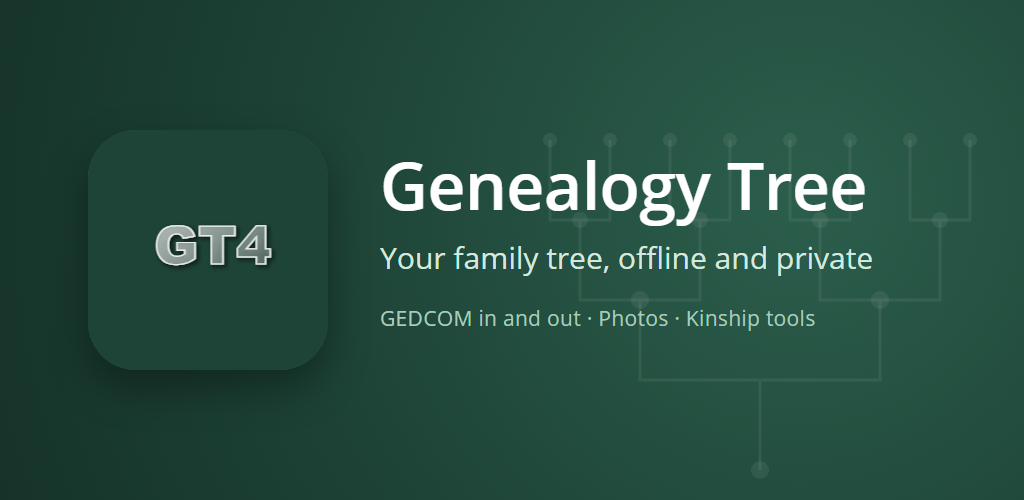 GT4
Genealogy Tree
Your family tree, offline and private
GEDCOM in and out · Photos · Kinship tools